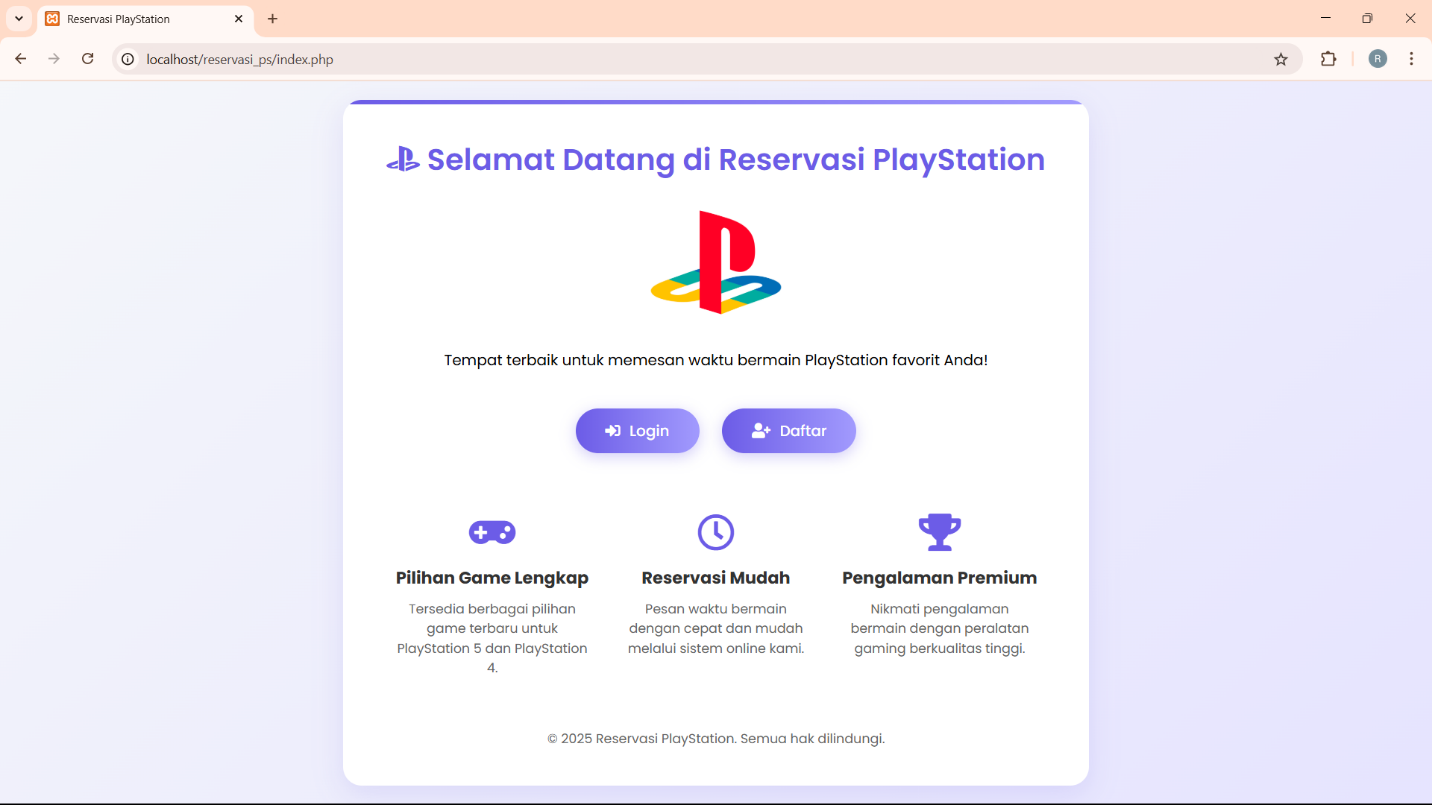 Reservasi PlayStation
localhost/reservasi_ps/index.php
R
Selamat Datang di Reservasi PlayStation
Tempat terbaik untuk memesan waktu bermain PlayStation favorit Anda!
Login
Daftar
Pilihan Game Lengkap
Tersedia berbagai pilihan
game terbaru untuk
PlayStation 5 dan PlayStation
4.
Reservasi Mudah
Pesan waktu bermain
dengan cepat dan mudah
melalui sistem online kami.
Pengalaman Premium
Nikmati pengalaman
bermain dengan peralatan
gaming berkualitas tinggi.
© 2025 Reservasi PlayStation. Semua hak dilindungi.